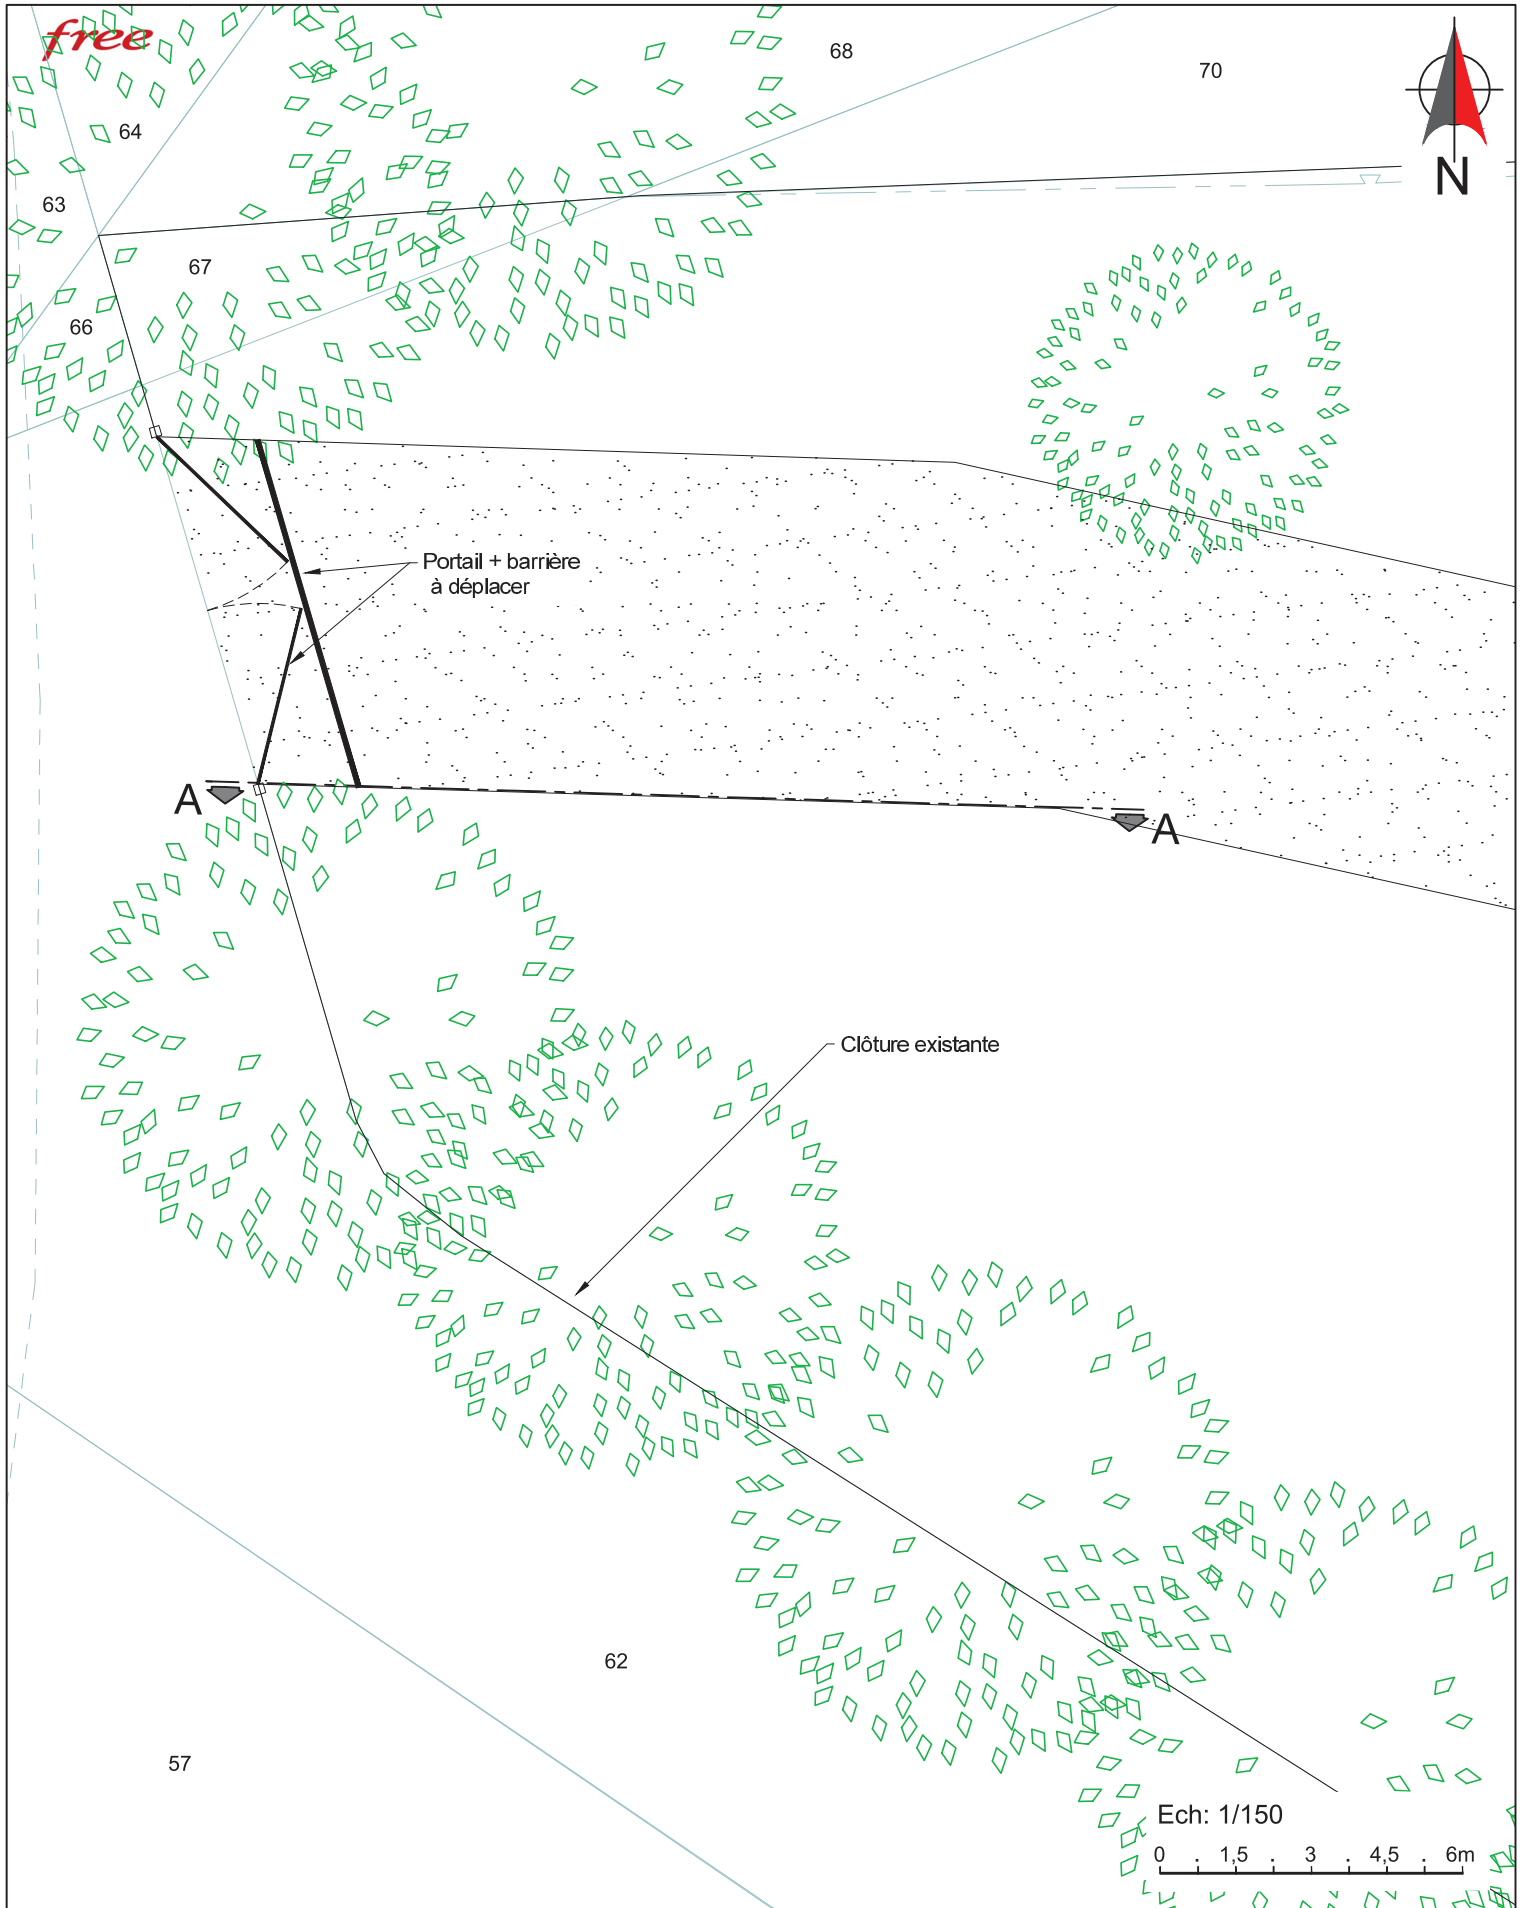 free
68
70
64
N
63
67
66
Portail + barrière
à déplacer
A
A
Clôture existante
62
57
Ech: 1/150
0 . 1,5 . 3 . 4,5 . 6m